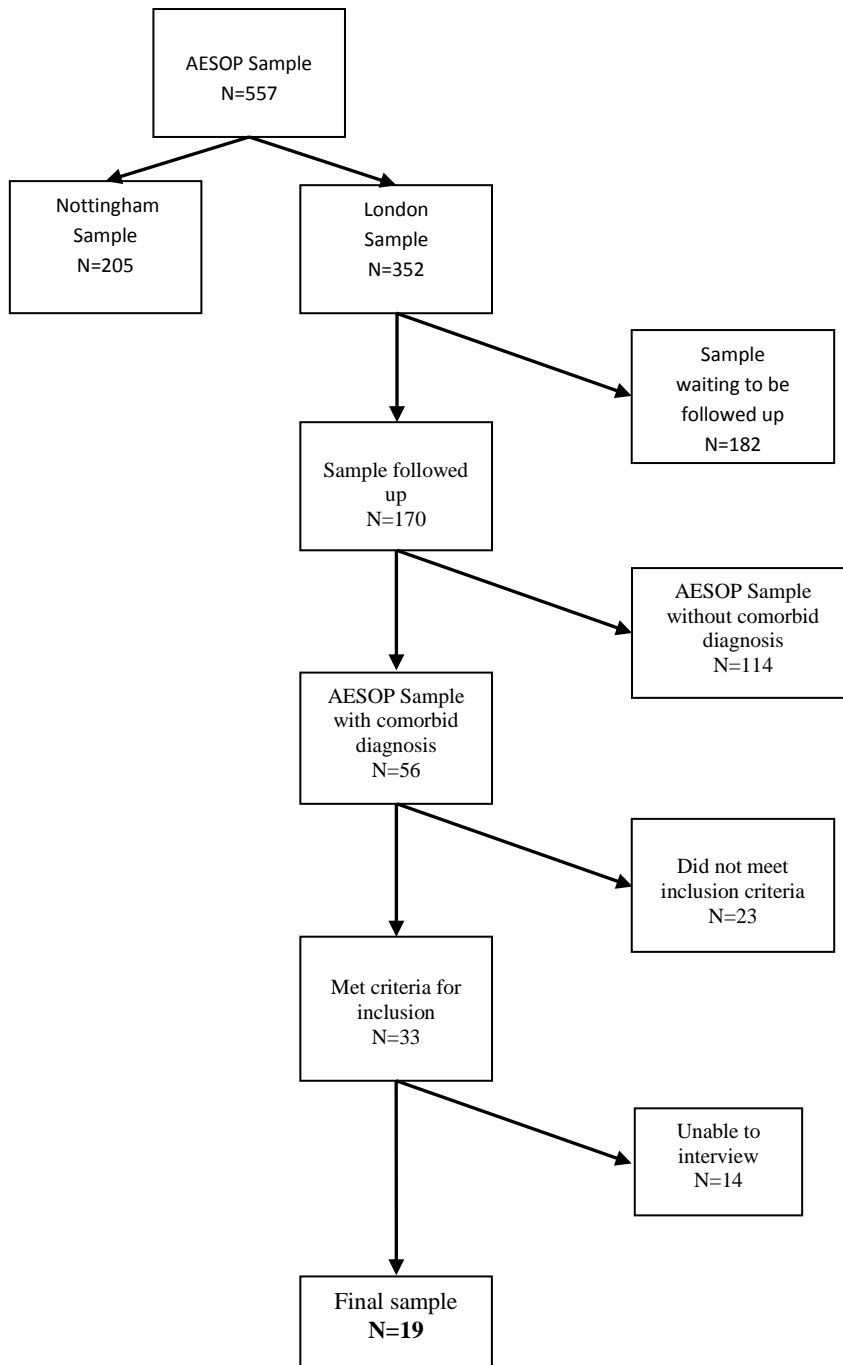 AESOP Sample
N=557
Nottingham
Sample
N=205
London
Sample
N=352
Sample
waiting to be
followed up
N=182
Sample followed
up
N=170
AESOP Sample
without comorbid
diagnosis
N=114
AESOP Sample
with comorbid
diagnosis
N=56
Did not meet
inclusion criteria
N=23
Met criteria for
inclusion
N=33
Unable to
interview
N=14
Final sample
N=19